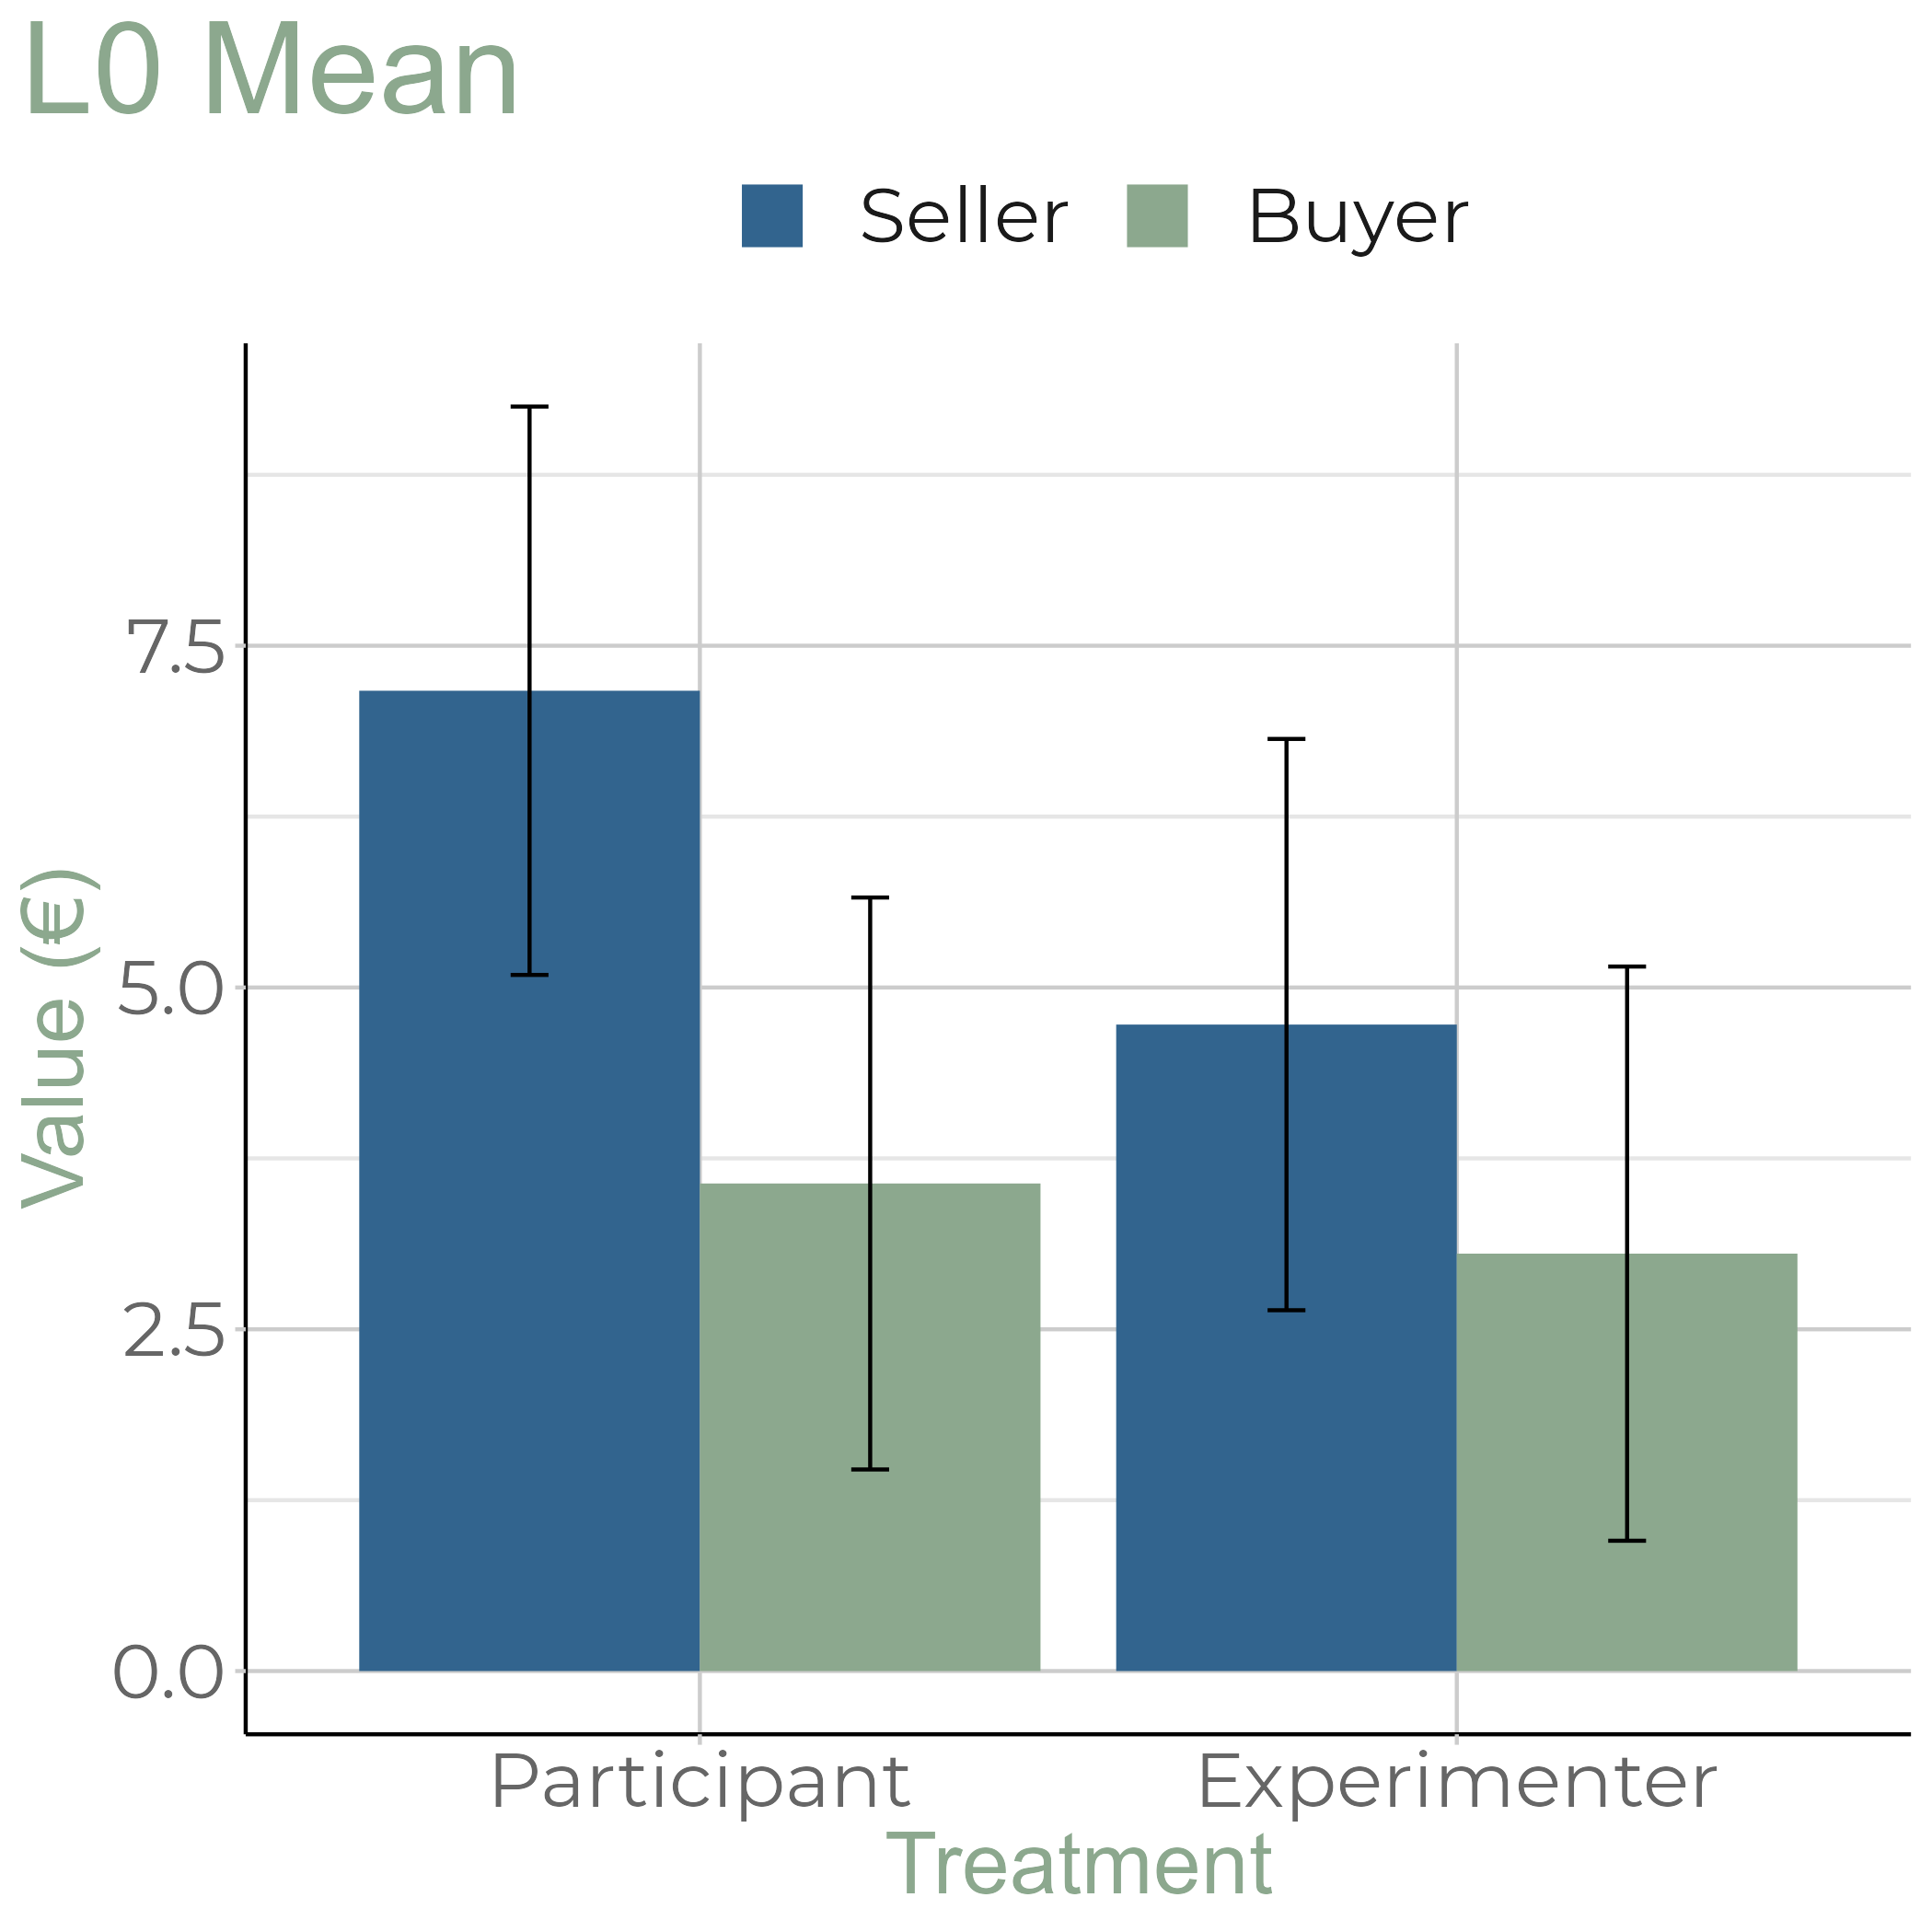 L0 Mean
Seller Buyer
Value (€)
7.5
5.0
2.5
0.0
Participant Experimenter
Treatment